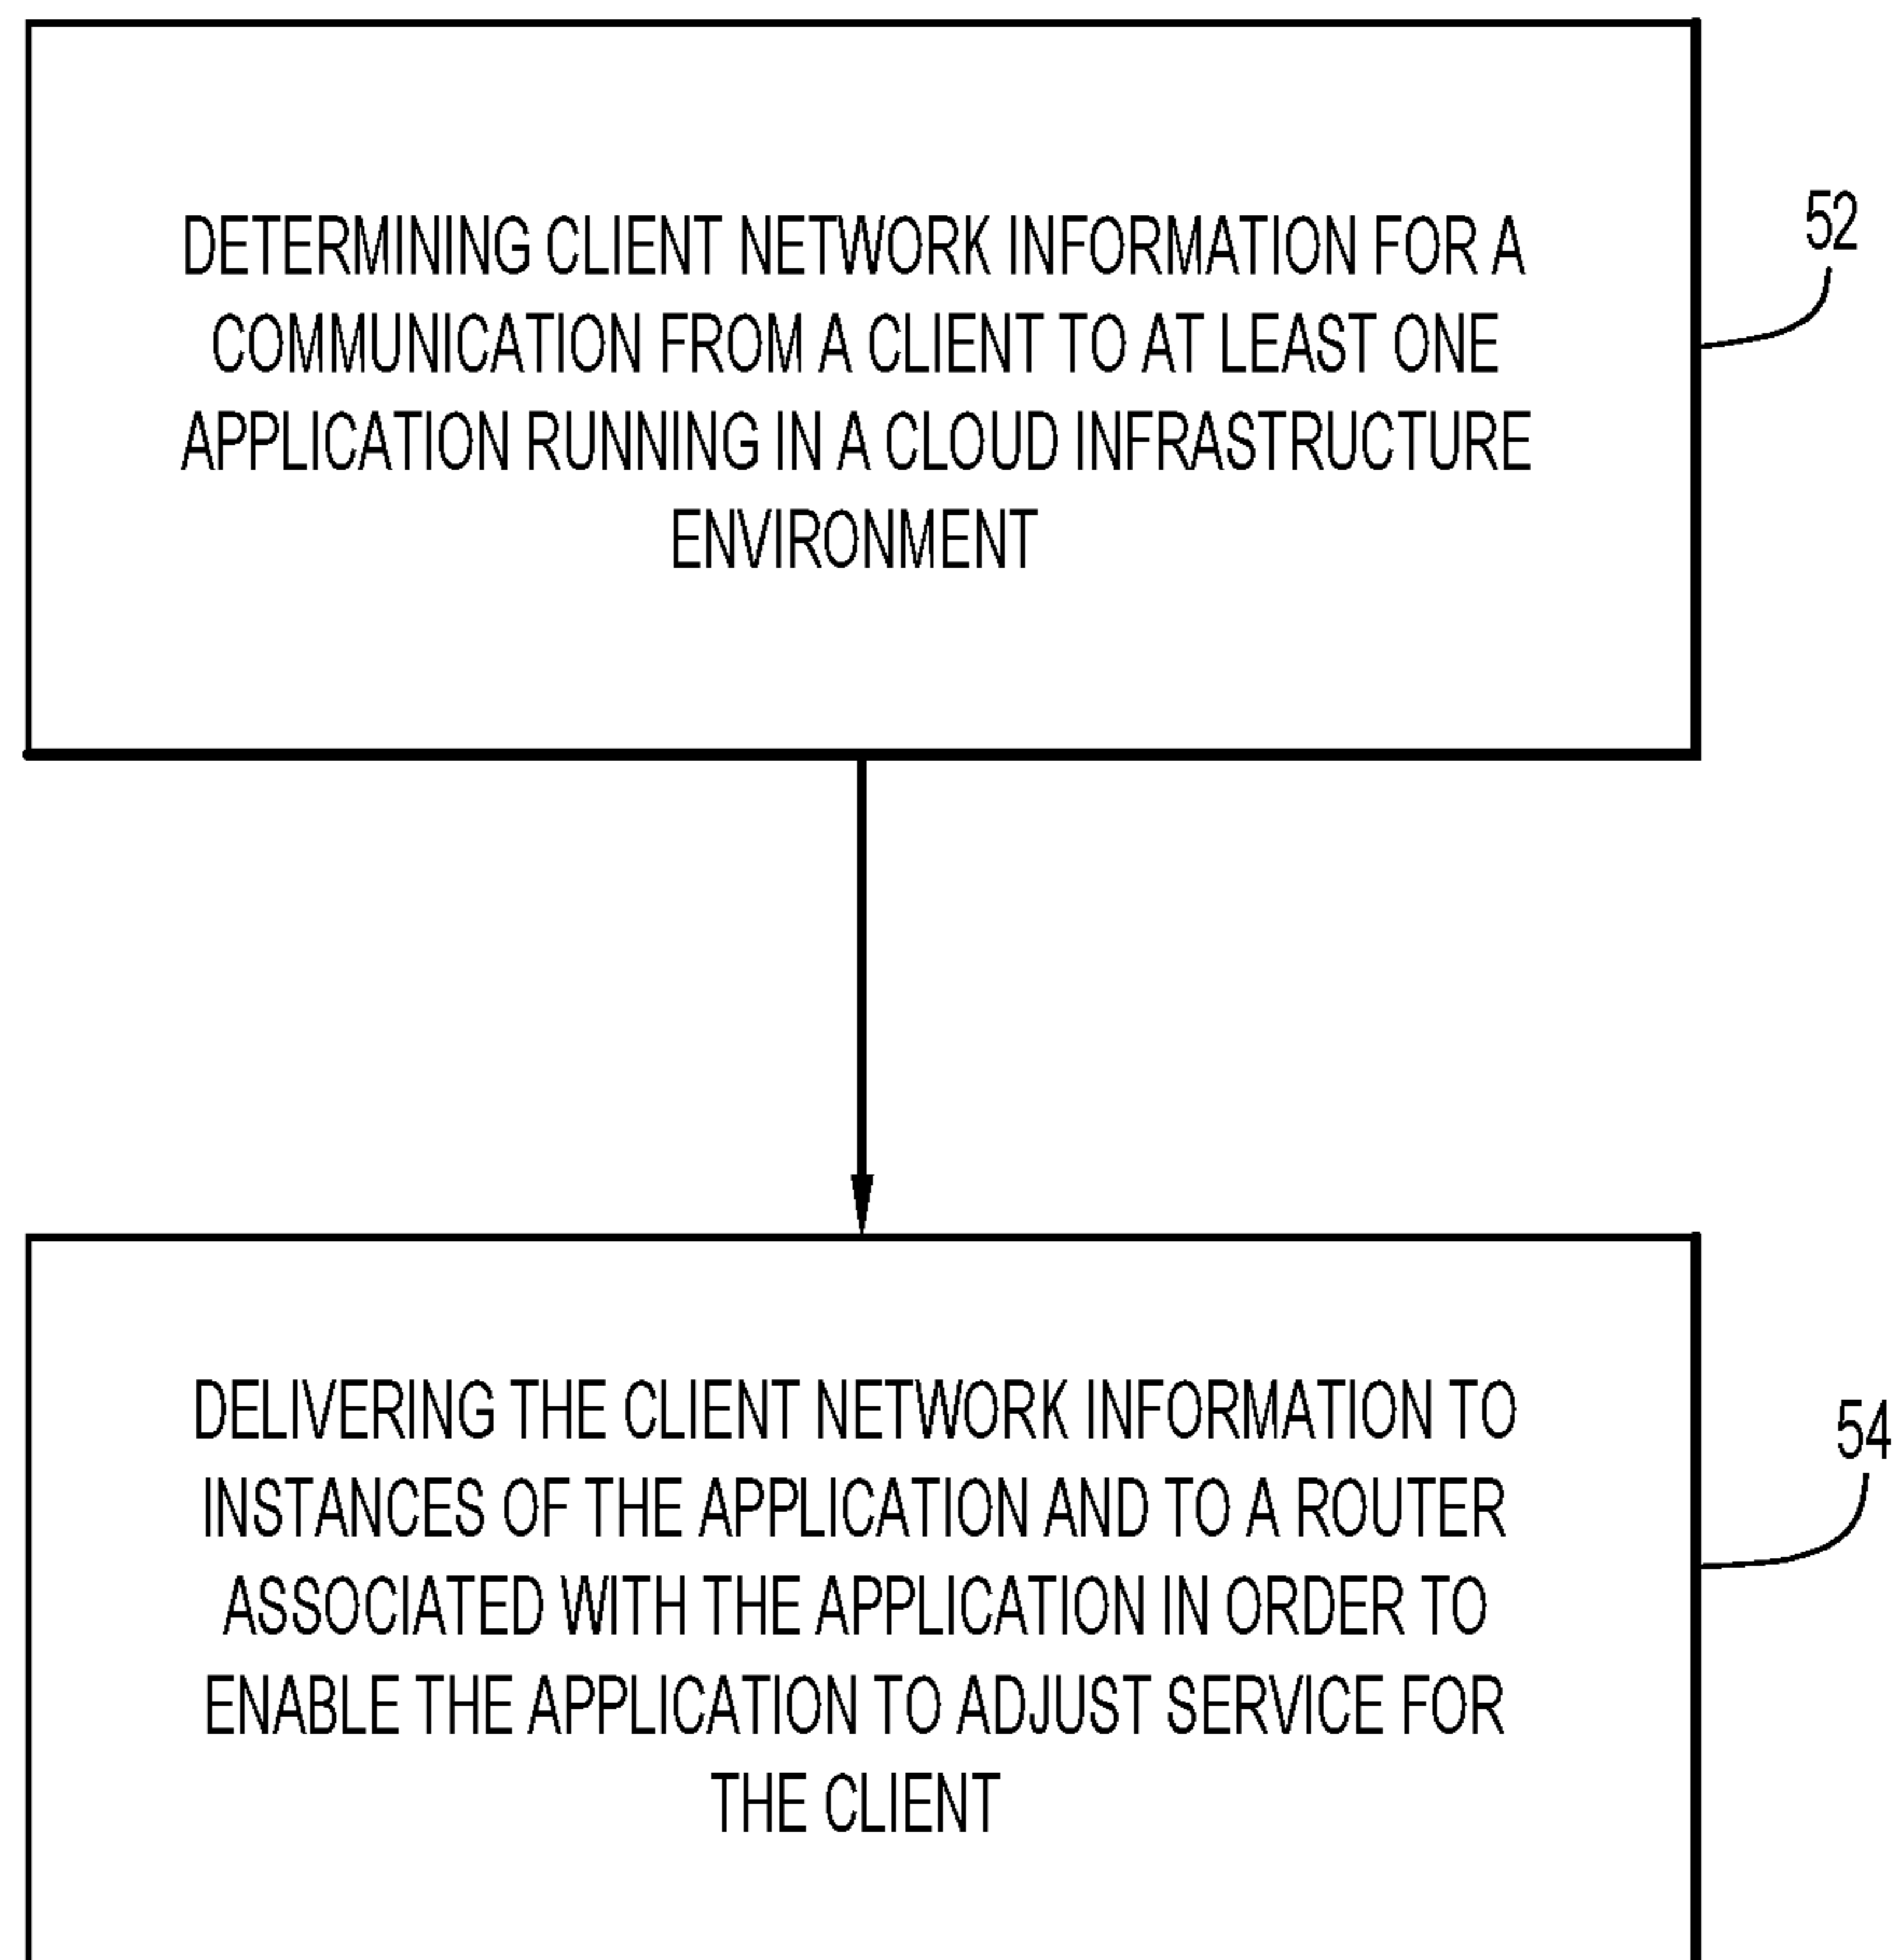 DETERMINING CLIENT NETWORK INFORMATION FOR A
COMMUNICATION FROM A CLIENT TO AT LEAST ONE
APPLICATION RUNNING IN A CLOUD INFRASTRUCTURE
ENVIRONMENT
52
DELIVERING THE CLIENT NETWORK INFORMATION TO
INSTANCES OF THE APPLICATION AND TO A ROUTER
ASSOCIATED WITH THE APPLICATION IN ORDER TO
ENABLE THE APPLICATION TO ADJUST SERVICE FOR
THE CLIENT
54